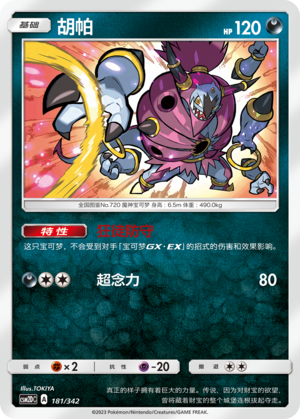 基础 胡帕 HP 120
全国图鉴No.720 魔神宝可梦 身高：6.5m 体重：490.0kg
特性
这只宝可梦，不会受到对手「宝可梦GX·EX」的招式的伤害和效果影响。
超念力 80
弱点 ×2 抗性 -20 撤退
Illus.TOKIYA
CSM2DC A 181/342
真正的样子拥有着巨大的力量。传说，因为对财宝的欲望，
曾将藏着财宝的整个城堡连根拔起夺走。
©2023 Pokémon/Nintendo/Creatures/GAME FREAK.